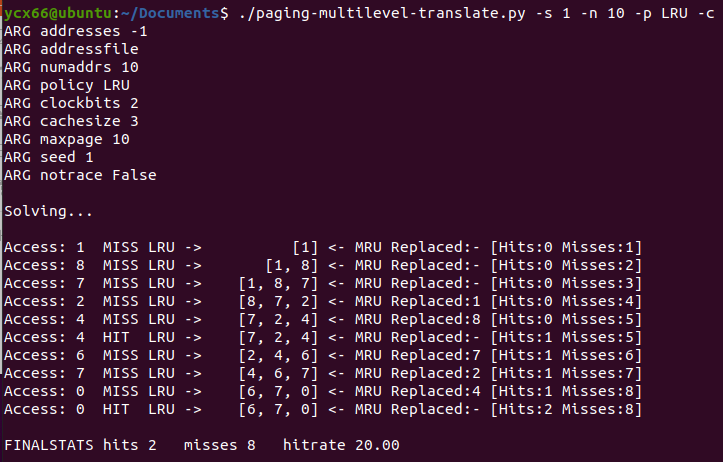 ycx66@ubuntu:~/Documents$ ./paging-multilevel-translate.py -s 1 -n 10 -p LRU -c
ARG addresses -1
ARG addressfile
ARG numaddrs 10
ARG policy LRU
ARG clockbits 2
ARG cachesize 3
ARG maxpage 10
ARG seed 1
ARG notrace False

Solving...

Access: 1  MISS LRU ->          [1] <- MRU Replaced:- [Hits:0 Misses:1]
Access: 8  MISS LRU ->       [1, 8] <- MRU Replaced:- [Hits:0 Misses:2]
Access: 7  MISS LRU ->    [1, 8, 7] <- MRU Replaced:- [Hits:0 Misses:3]
Access: 2  MISS LRU ->    [8, 7, 2] <- MRU Replaced:1 [Hits:0 Misses:4]
Access: 4  MISS LRU ->    [7, 2, 4] <- MRU Replaced:8 [Hits:0 Misses:5]
Access: 4  HIT  LRU ->    [7, 2, 4] <- MRU Replaced:- [Hits:1 Misses:5]
Access: 6  MISS LRU ->    [2, 4, 6] <- MRU Replaced:7 [Hits:1 Misses:6]
Access: 7  MISS LRU ->    [4, 6, 7] <- MRU Replaced:2 [Hits:1 Misses:7]
Access: 0  MISS LRU ->    [6, 7, 0] <- MRU Replaced:4 [Hits:1 Misses:8]
Access: 0  HIT  LRU ->    [6, 7, 0] <- MRU Replaced:- [Hits:2 Misses:8]

FINALSTATS hits 2   misses 8   hitrate 20.00